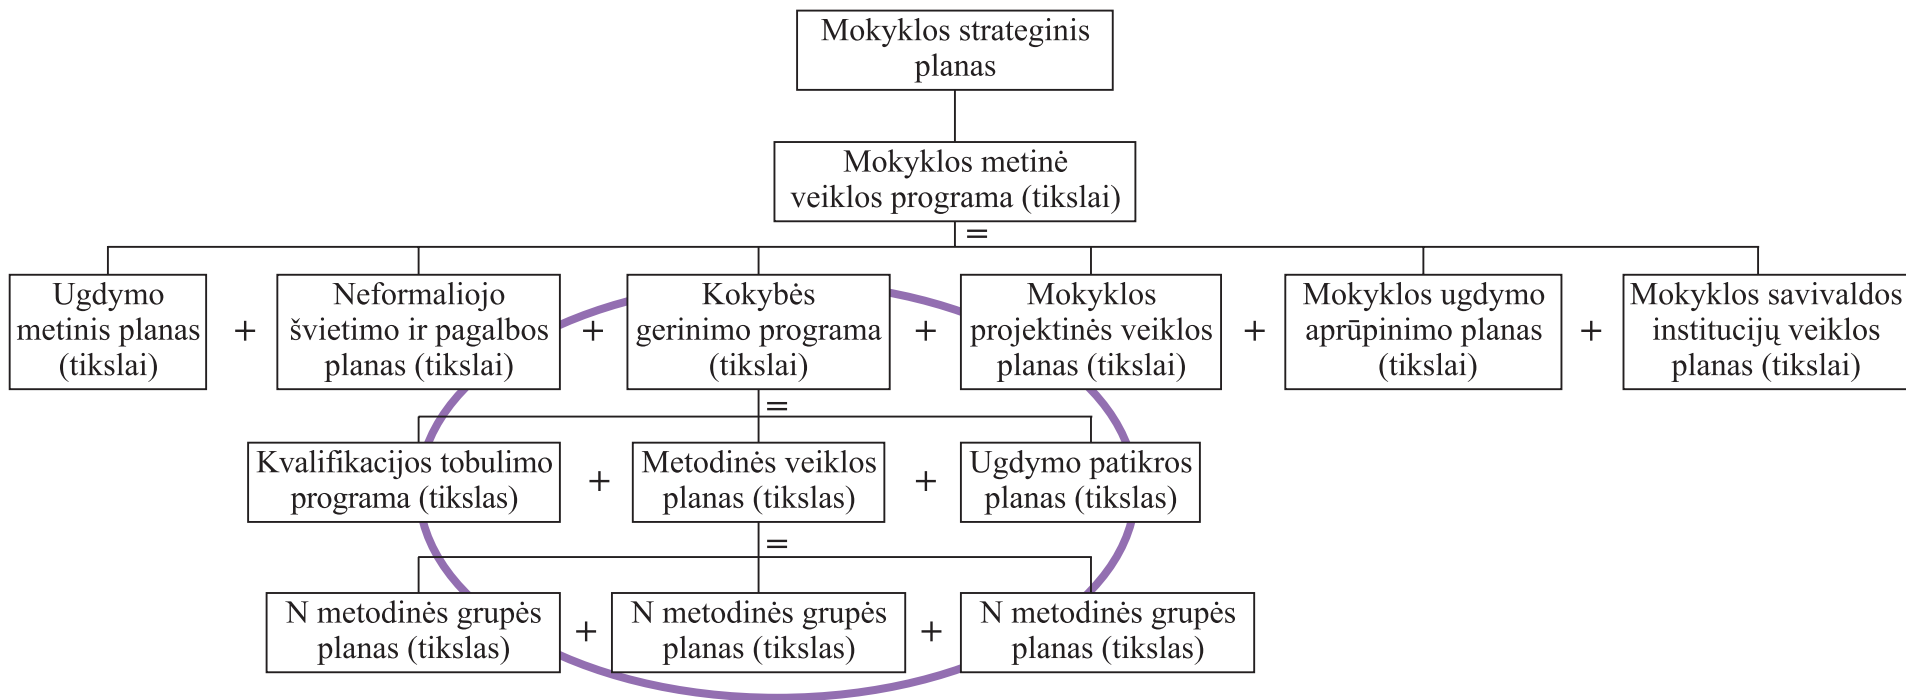 Mokyklos strateginis
planas
Mokyklos metinė
veiklos programa (tikslai)
=
Ugdymo
metinis planas
(tikslai)
+
Neformaliojo
švietimo ir pagalbos
planas (tikslai)
+
Kokybės
gerinimo programa
(tikslai)
+
Mokyklos
projektinės veiklos
planas (tikslai)
+
Mokyklos ugdymo
aprūpinimo planas
(tikslai)
+
Mokyklos savivaldos
institucijų veiklos
planas (tikslai)
=
Kvalifikacijos tobulimo
programa (tikslas)
+
Metodinės veiklos
planas (tikslas)
+
Ugdymo patikros
planas (tikslas)
=
N metodinės grupės
planas (tikslas)
+
N metodinės grupės
planas (tikslas)
+
N metodinės grupės
planas (tikslas)